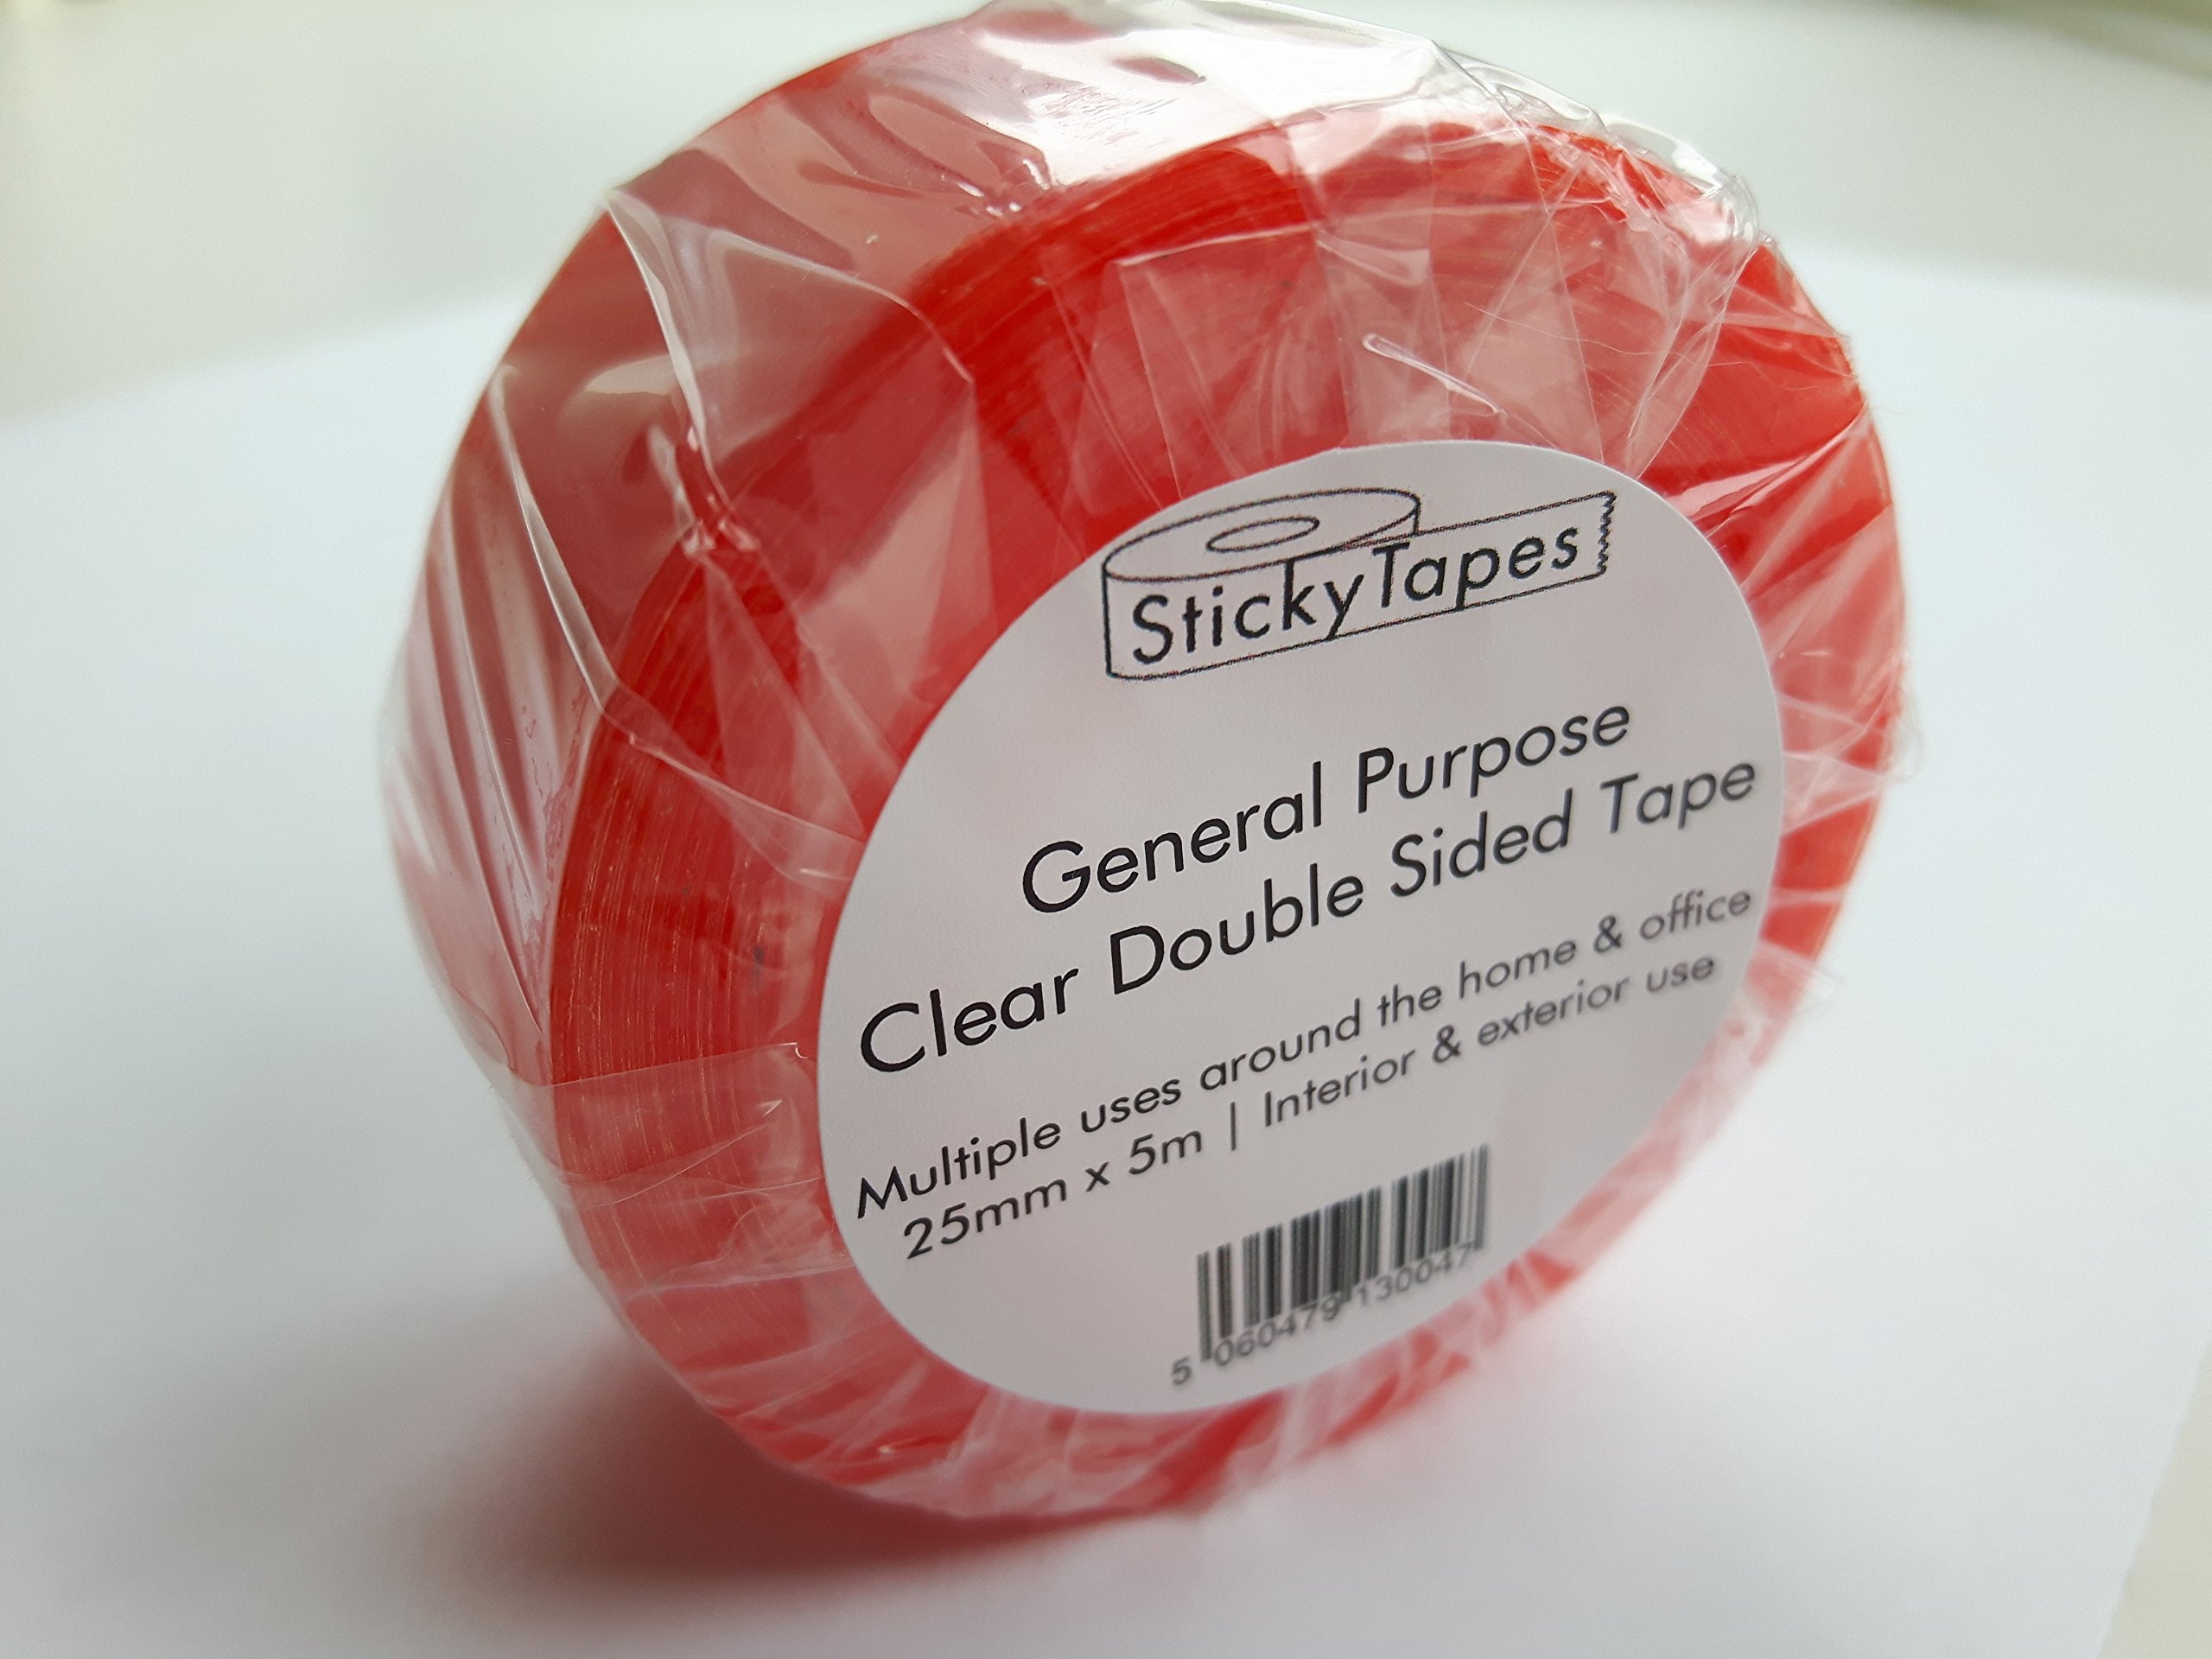 StickyTapes
General Purpose
Clear Double Sided Tape
Multiple uses around the home & office
25mm x 5m | Interior & exterior use
5 060479 130047